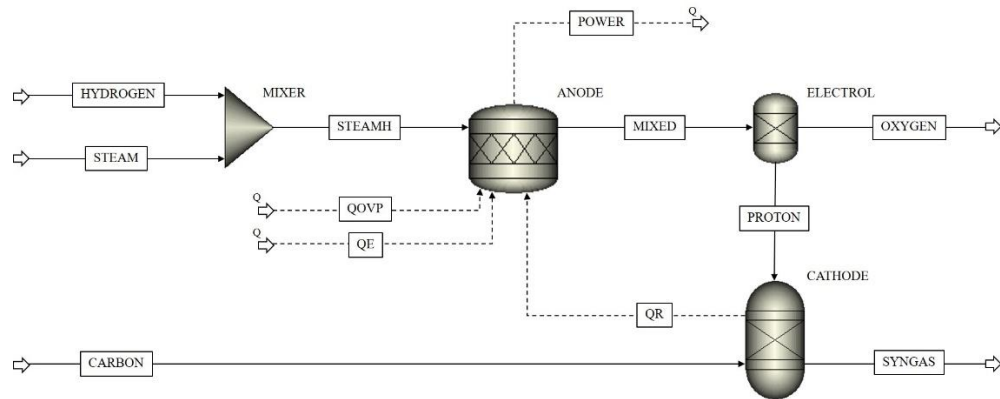 POWER
Q
HYDROGEN
MIXER
ANODE
ELECTROL
STEAMH
MIXED
OXYGEN
STEAM
Q
QOVP
Q
QE
PROTON
CATHODE
QR
CARBON
SYNGAS